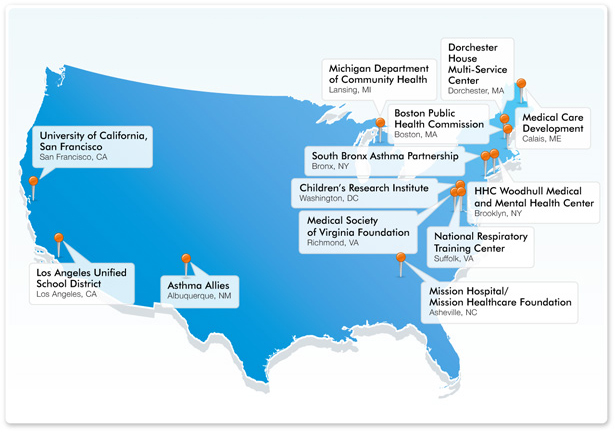 Dorchester
House
Multi-Service
Center
Dorchester, MA
Michigan Department
of Community Health
Lansing, MI
Boston Public
Health Commission
Boston, MA
Medical Care
Development
Calais, ME
University of California,
San Francisco
San Francisco, CA
South Bronx Asthma Partnership
Bronx, NY
Children's Research Institute
Washington, DC
HHC Woodhull Medical
and Mental Health Center
Brooklyn, NY
Medical Society
of Virginia Foundation
Richmond, VA
National Respiratory
Training Center
Suffolk, VA
Los Angeles Unified
School District
Los Angeles, CA
Asthma Allies
Albuquerque, NM
Mission Hospital/
Mission Healthcare Foundation
Asheville, NC